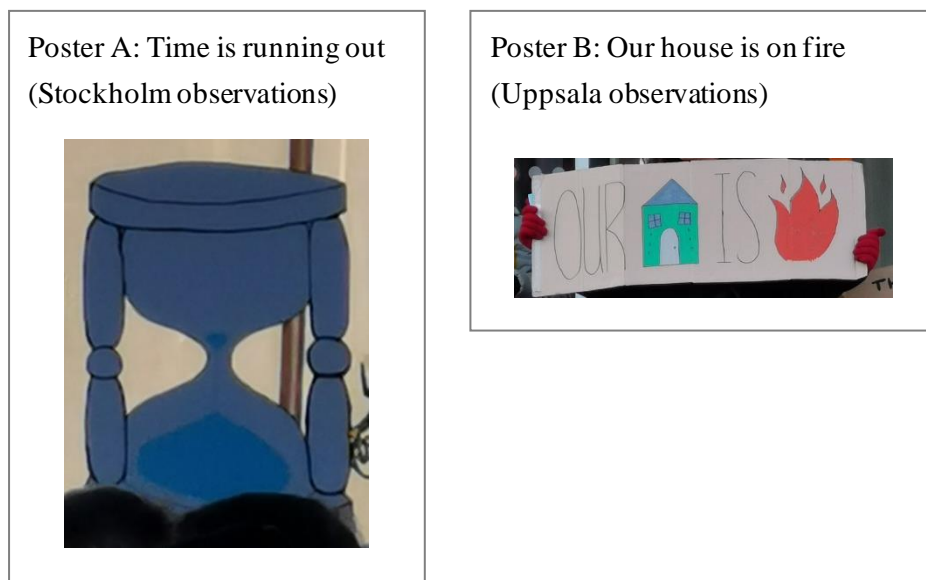 Poster A: Time is running out
(Stockholm observations)
Poster B: Our house is on fire
(Uppsala observations)
OUR IS